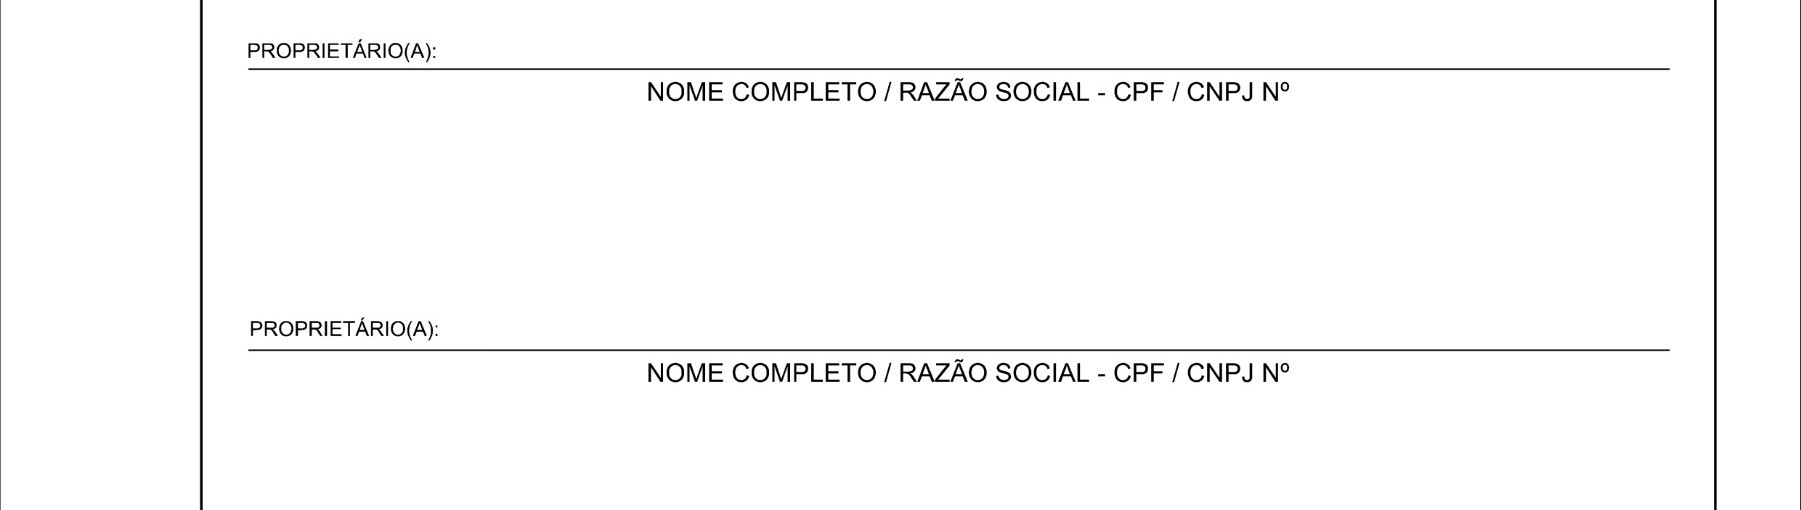 PROPRIETÁRIO(A):
NOME COMPLETO / RAZÃO SOCIAL - CPF / CNPJ Nº
PROPRIETÁRIO(A):
NOME COMPLETO / RAZÃO SOCIAL - CPF / CNPJ Nº